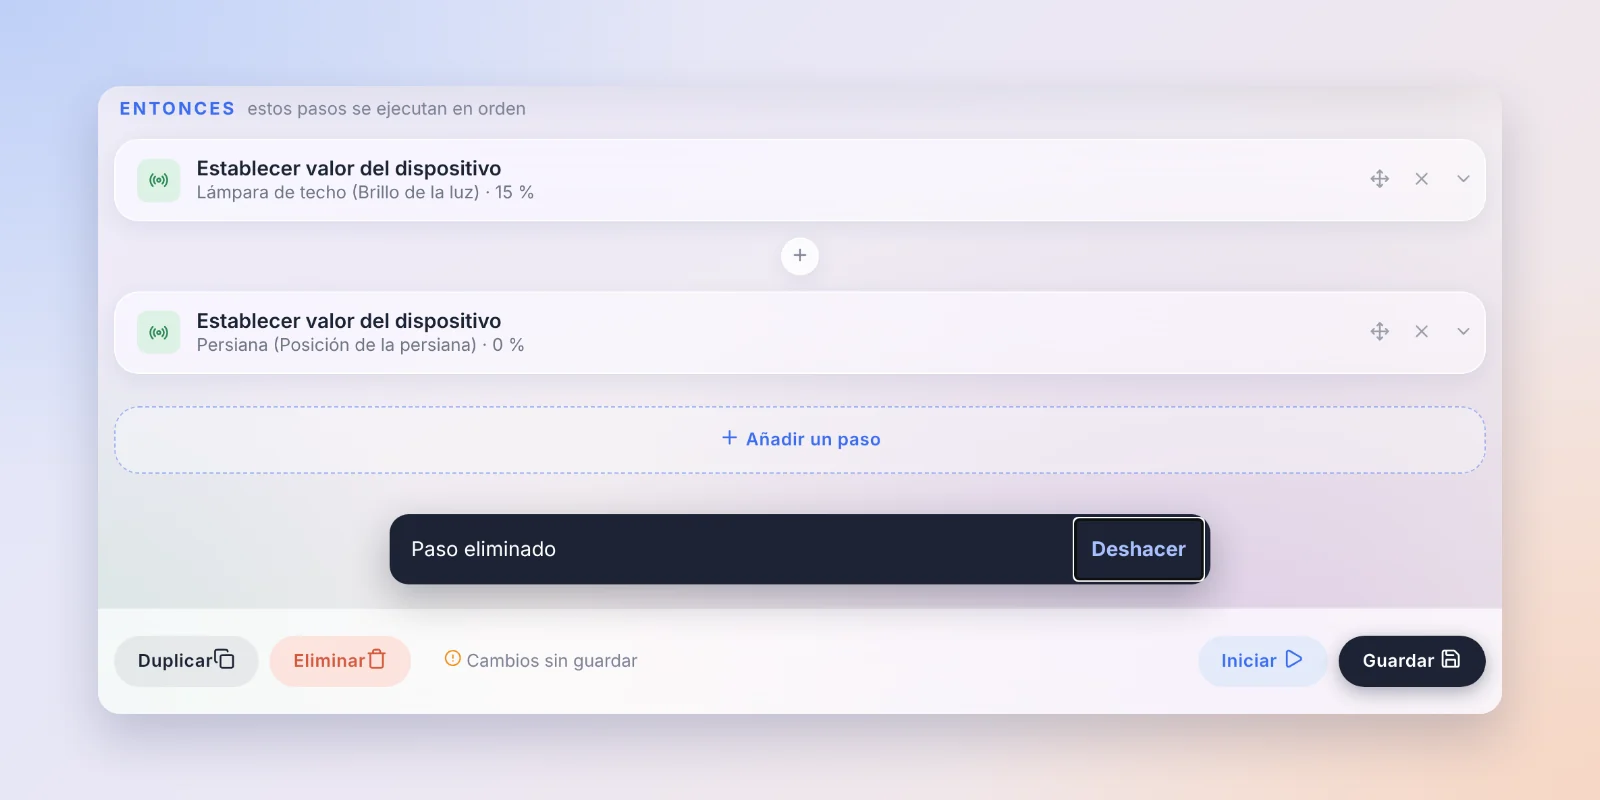 ENTONCES estos pasos se ejecutan en orden
Establecer valor del dispositivo
Lámpara de techo (Brillo de la luz) · 15 %
Establecer valor del dispositivo
Persiana (Posición de la persiana) · 0 %
Añadir un paso
Paso eliminado Deshacer
Duplicar Eliminar Cambios sin guardar Iniciar Guardar